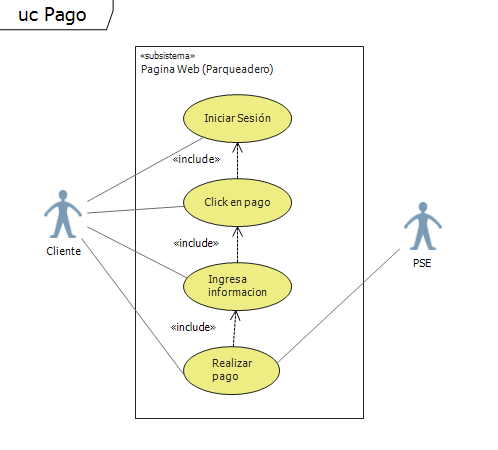 uc Pago
«subsistema»
Pagina Web (Parqueadero)
Iniciar Sesión
«include»
Click en pago
«include»
Cliente
PSE
Ingresa
informacion
«include»
Realizar
pago